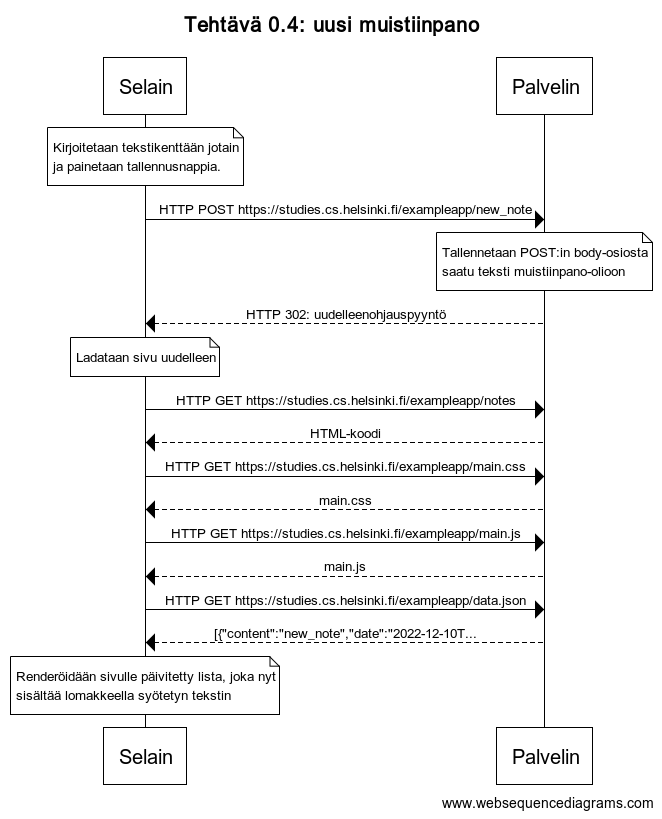 Tehtävä 0.4: uusi muistiinpano
Selain
Palvelin
Kirjoitetaan tekstikenttään jotain
ja painetaan tallennusnappia.
HTTP POST https://studies.cs.helsinki.fi/exampleapp/new_note
Tallennetaan POST:in body-osiosta
saatu teksti muistiinpano-olioon
HTTP 302: uudelleenohjauspyyntö
Ladataan sivu uudelleen
HTTP GET https://studies.cs.helsinki.fi/exampleapp/notes
HTML-koodi
HTTP GET https://studies.cs.helsinki.fi/exampleapp/main.css
main.css
HTTP GET https://studies.cs.helsinki.fi/exampleapp/main.js
main.js
HTTP GET https://studies.cs.helsinki.fi/exampleapp/data.json
[{"content":"new_note","date":"2022-12-10T...
Renderöidään sivulle päivitetty lista, joka nyt
sisältää lomakkeella syötetyn tekstin
Selain
Palvelin
www.websequencediagrams.com